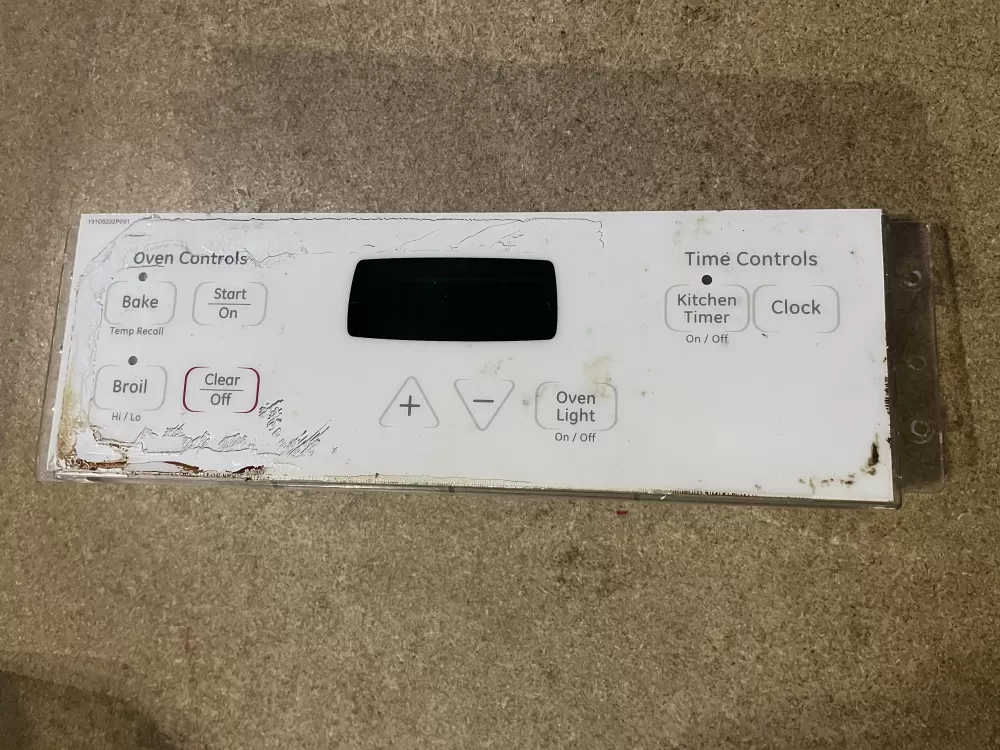 191D5202P001
Oven Controls
Bake
Temp Recall
Start
On
Broil
Hi / Lo
Clear
Off
+
−
Oven
Light
On / Off
Time Controls
Kitchen
Timer
On / Off
Clock